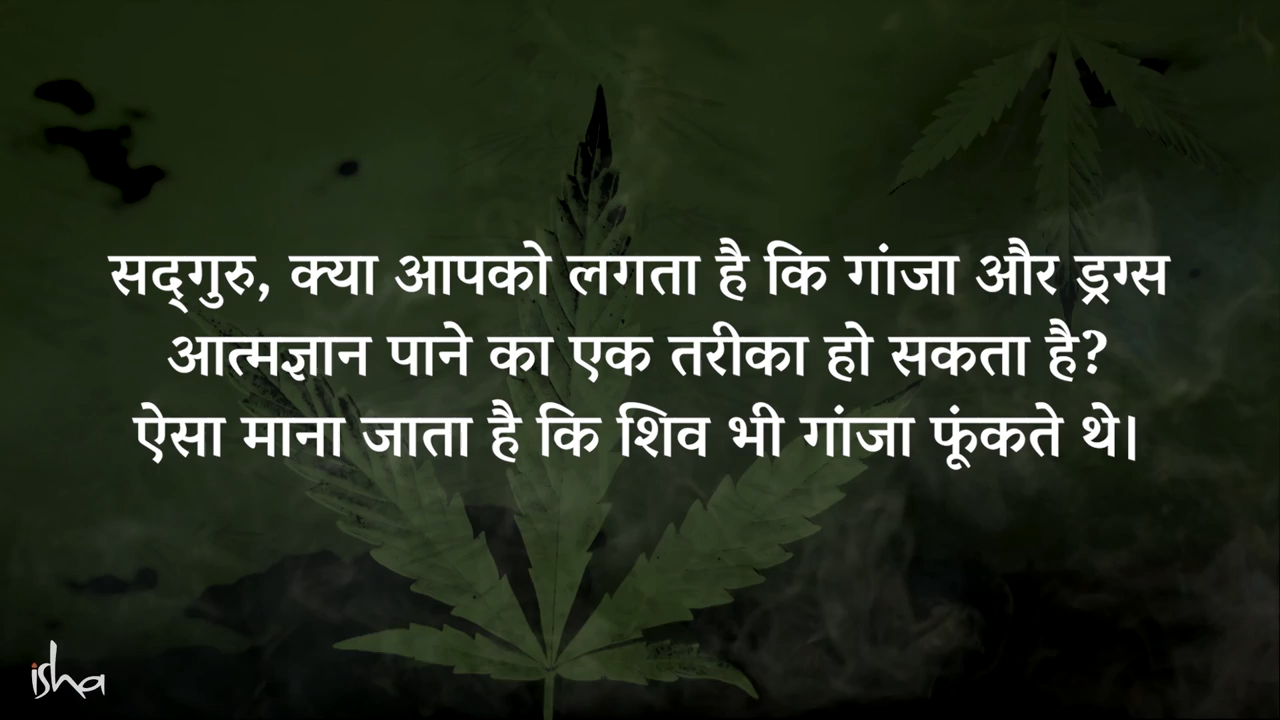 सद्‌गुरु, क्या आपको लगता है कि गांजा और ड्रग्स
आत्मज्ञान पाने का एक तरीका हो सकता है?
ऐसा माना जाता है कि शिव भी गांजा फूंकते थे।
isha